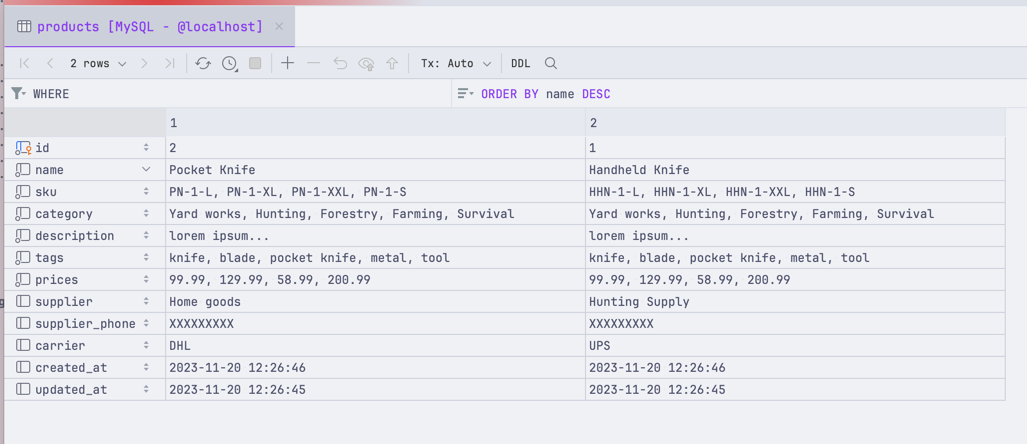 products [MySQL - @localhost]
2 rows Tx: Auto DDL
WHERE ORDER BY name DESC
1 2
id 2 1
name Pocket Knife Handheld Knife
sku PN-1-L, PN-1-XL, PN-1-XXL, PN-1-S HHN-1-L, HHN-1-XL, HHN-1-XXL, HHN-1-S
category Yard works, Hunting, Forestry, Farming, Survival Yard works, Hunting, Forestry, Farming, Survival
description lorem ipsum... lorem ipsum...
tags knife, blade, pocket knife, metal, tool knife, blade, pocket knife, metal, tool
prices 99.99, 129.99, 58.99, 200.99 99.99, 129.99, 58.99, 200.99
supplier Home goods Hunting Supply
supplier_phone XXXXXXXXX XXXXXXXXX
carrier DHL UPS
created_at 2023-11-20 12:26:46 2023-11-20 12:26:46
updated_at 2023-11-20 12:26:45 2023-11-20 12:26:45